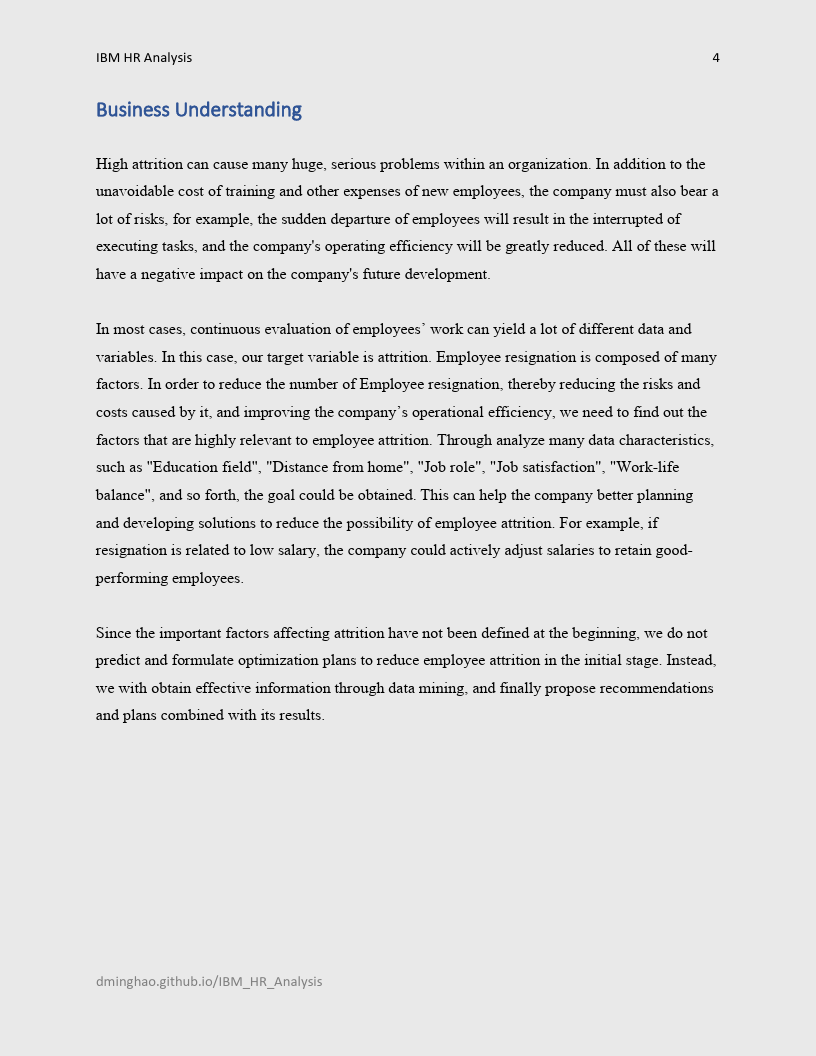 IBM HR Analysis 4
Business Understanding
High attrition can cause many huge, serious problems within an organization. In addition to the
unavoidable cost of training and other expenses of new employees, the company must also bear a
lot of risks, for example, the sudden departure of employees will result in the interrupted of
executing tasks, and the company's operating efficiency will be greatly reduced. All of these will
have a negative impact on the company's future development.
In most cases, continuous evaluation of employees’ work can yield a lot of different data and
variables. In this case, our target variable is attrition. Employee resignation is composed of many
factors. In order to reduce the number of Employee resignation, thereby reducing the risks and
costs caused by it, and improving the company’s operational efficiency, we need to find out the
factors that are highly relevant to employee attrition. Through analyze many data characteristics,
such as "Education field", "Distance from home", "Job role", "Job satisfaction", "Work-life
balance", and so forth, the goal could be obtained. This can help the company better planning
and developing solutions to reduce the possibility of employee attrition. For example, if
resignation is related to low salary, the company could actively adjust salaries to retain good-
performing employees.
Since the important factors affecting attrition have not been defined at the beginning, we do not
predict and formulate optimization plans to reduce employee attrition in the initial stage. Instead,
we with obtain effective information through data mining, and finally propose recommendations
and plans combined with its results.
dminghao.github.io/IBM_HR_Analysis